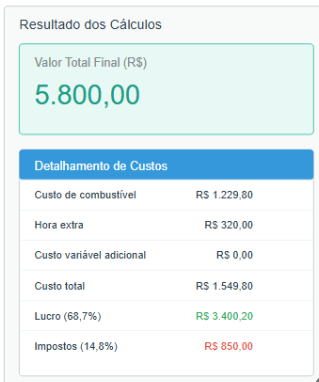 Resultado dos Cálculos
Valor Total Final (R$)
5.800,00
Detalhamento de Custos
Custo de combustível R$ 1.229,80
Hora extra R$ 320,00
Custo variável adicional R$ 0,00
Custo total R$ 1.549,80
Lucro (68,7%) R$ 3.400,20
Impostos (14,8%) R$ 850,00